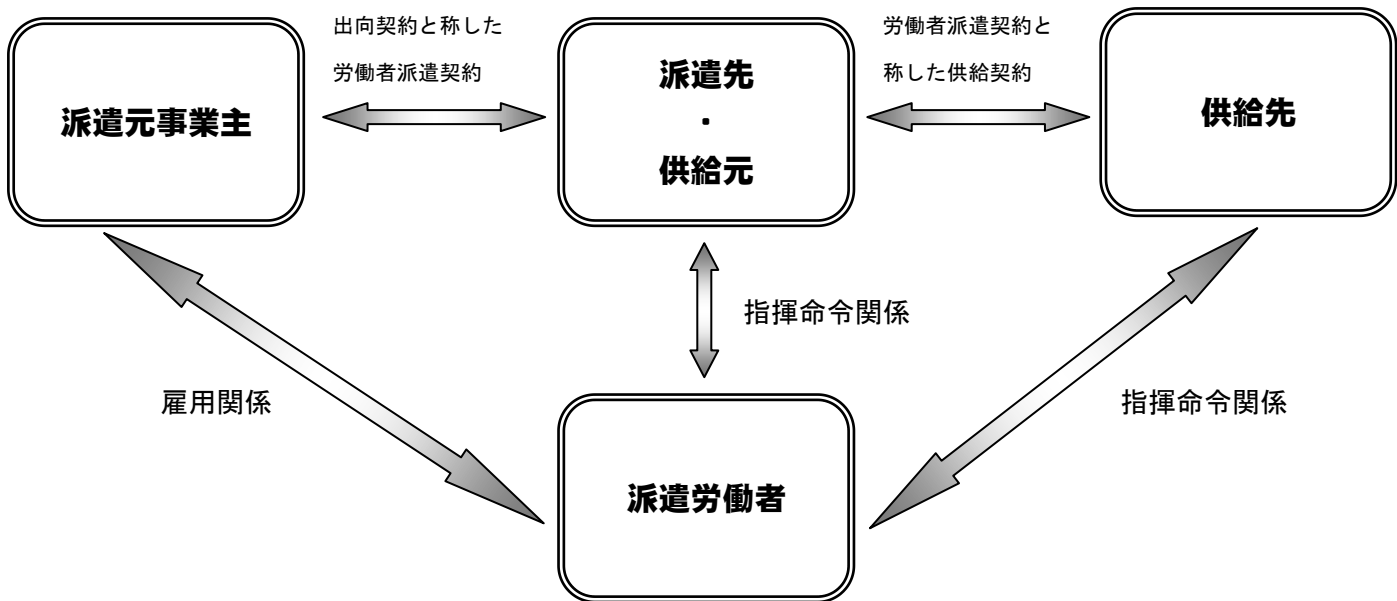 出向契約と称した
労働者派遣契約
労働者派遣契約と
称した供給契約
派遣元事業主
派遣先
・
供給元
供給先
指揮命令関係
雇用関係
指揮命令関係
派遣労働者